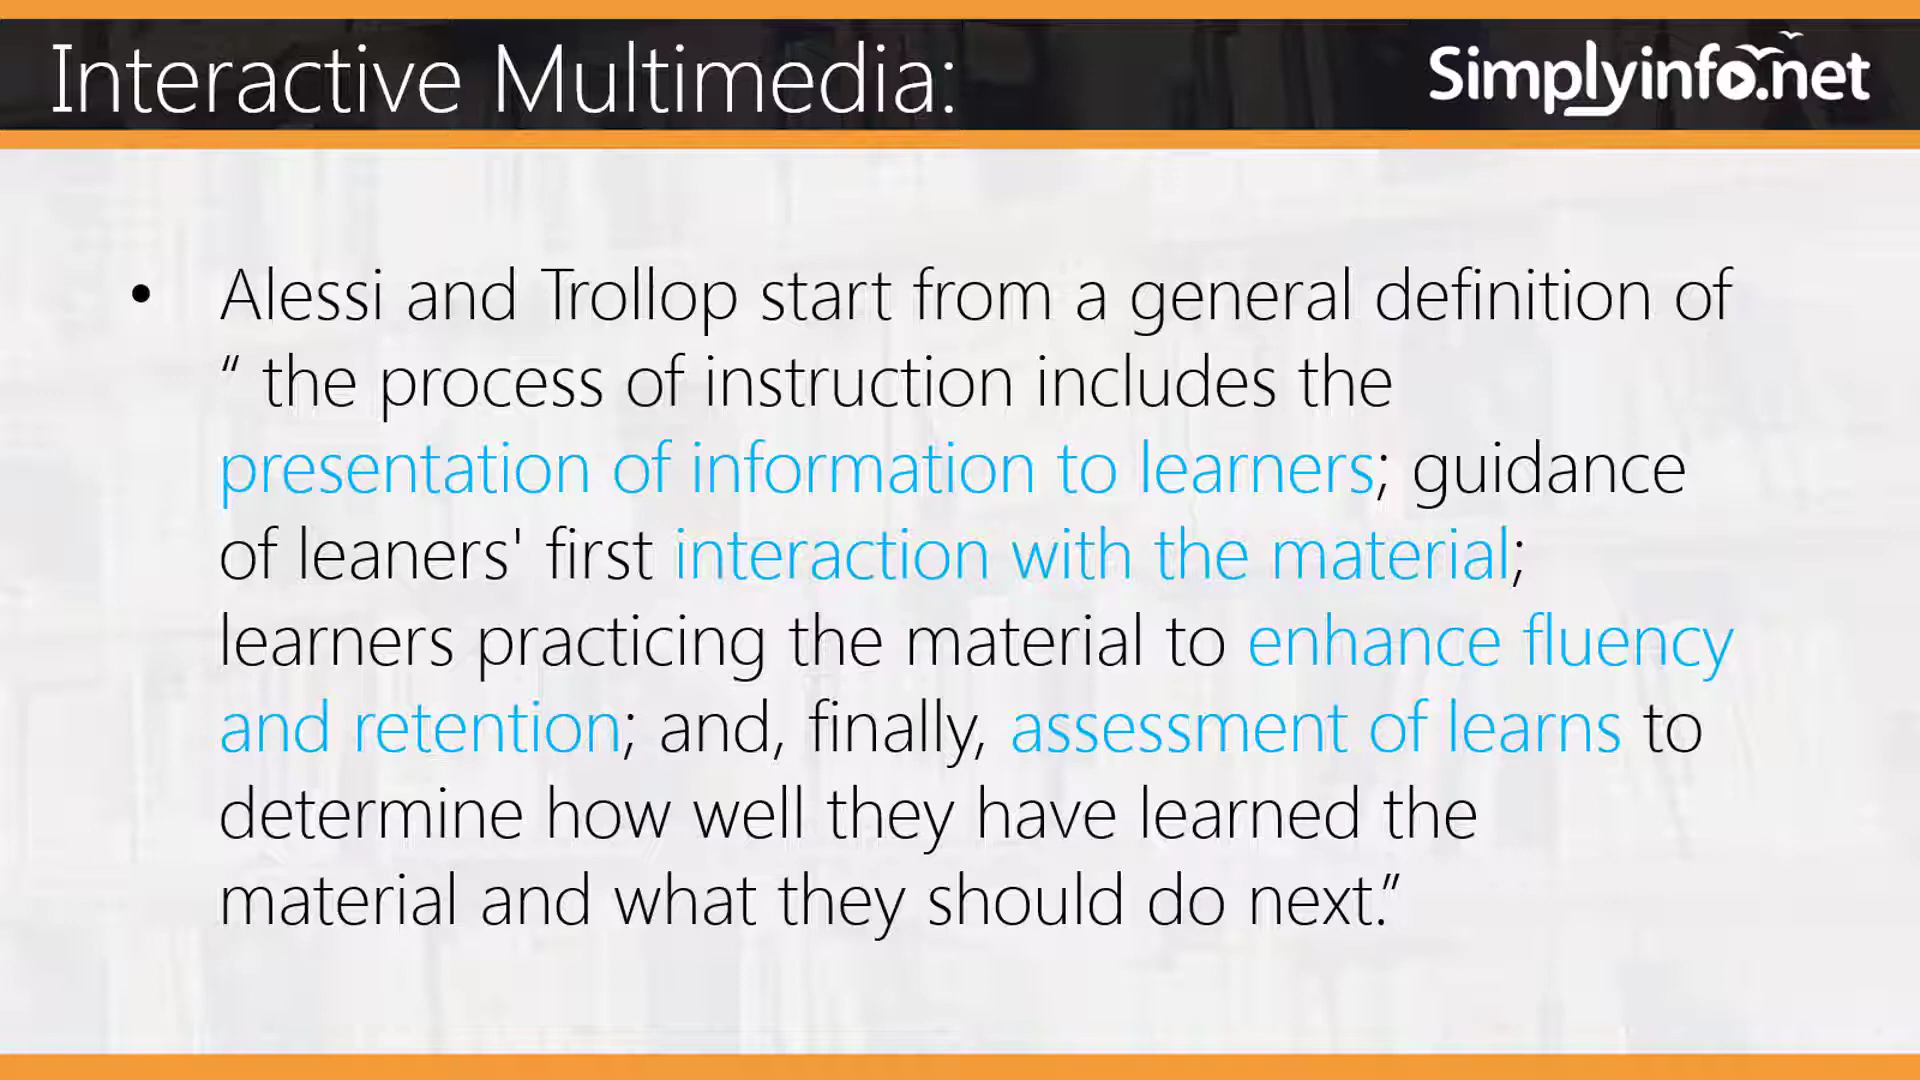 Interactive Multimedia:
Simplyinfo.net
• Alessi and Trollop start from a general definition of
“ the process of instruction includes the
presentation of information to learners; guidance
of leaners' first interaction with the material;
learners practicing the material to enhance fluency
and retention; and, finally, assessment of learns to
determine how well they have learned the
material and what they should do next.”